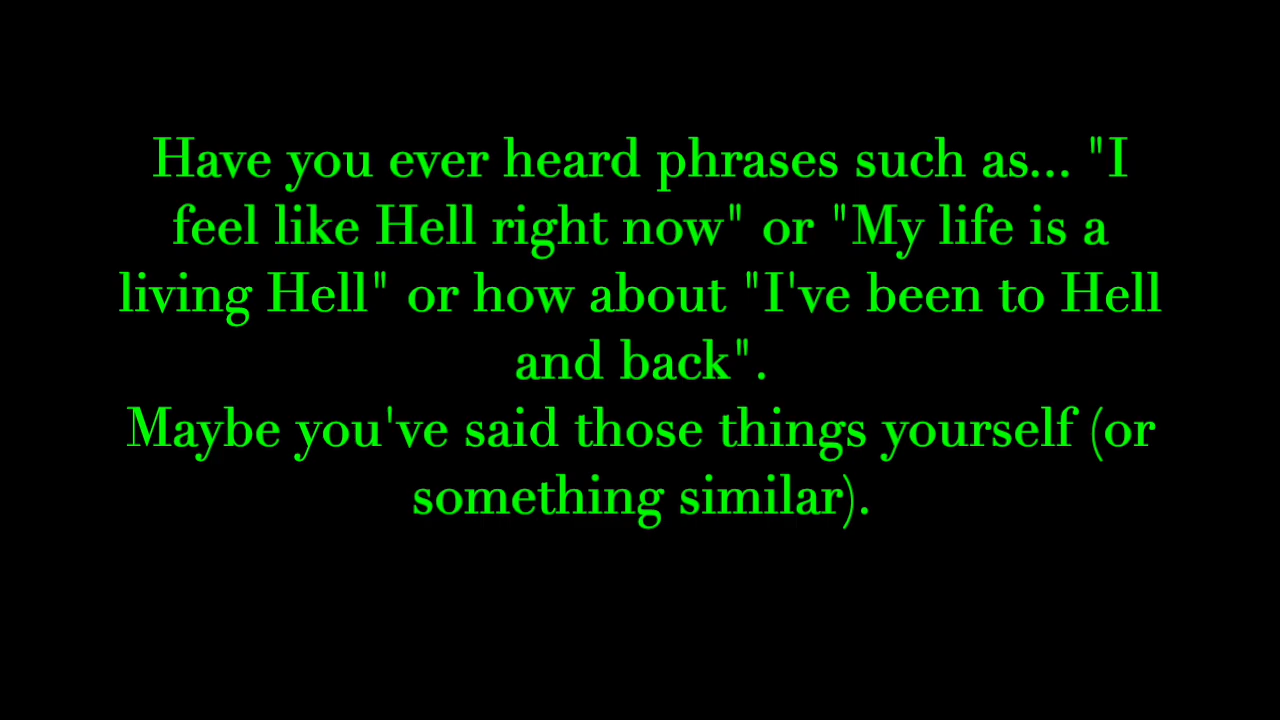 Have you ever heard phrases such as... "I
feel like Hell right now" or "My life is a
living Hell" or how about "I've been to Hell
and back".
Maybe you've said those things yourself (or
something similar).